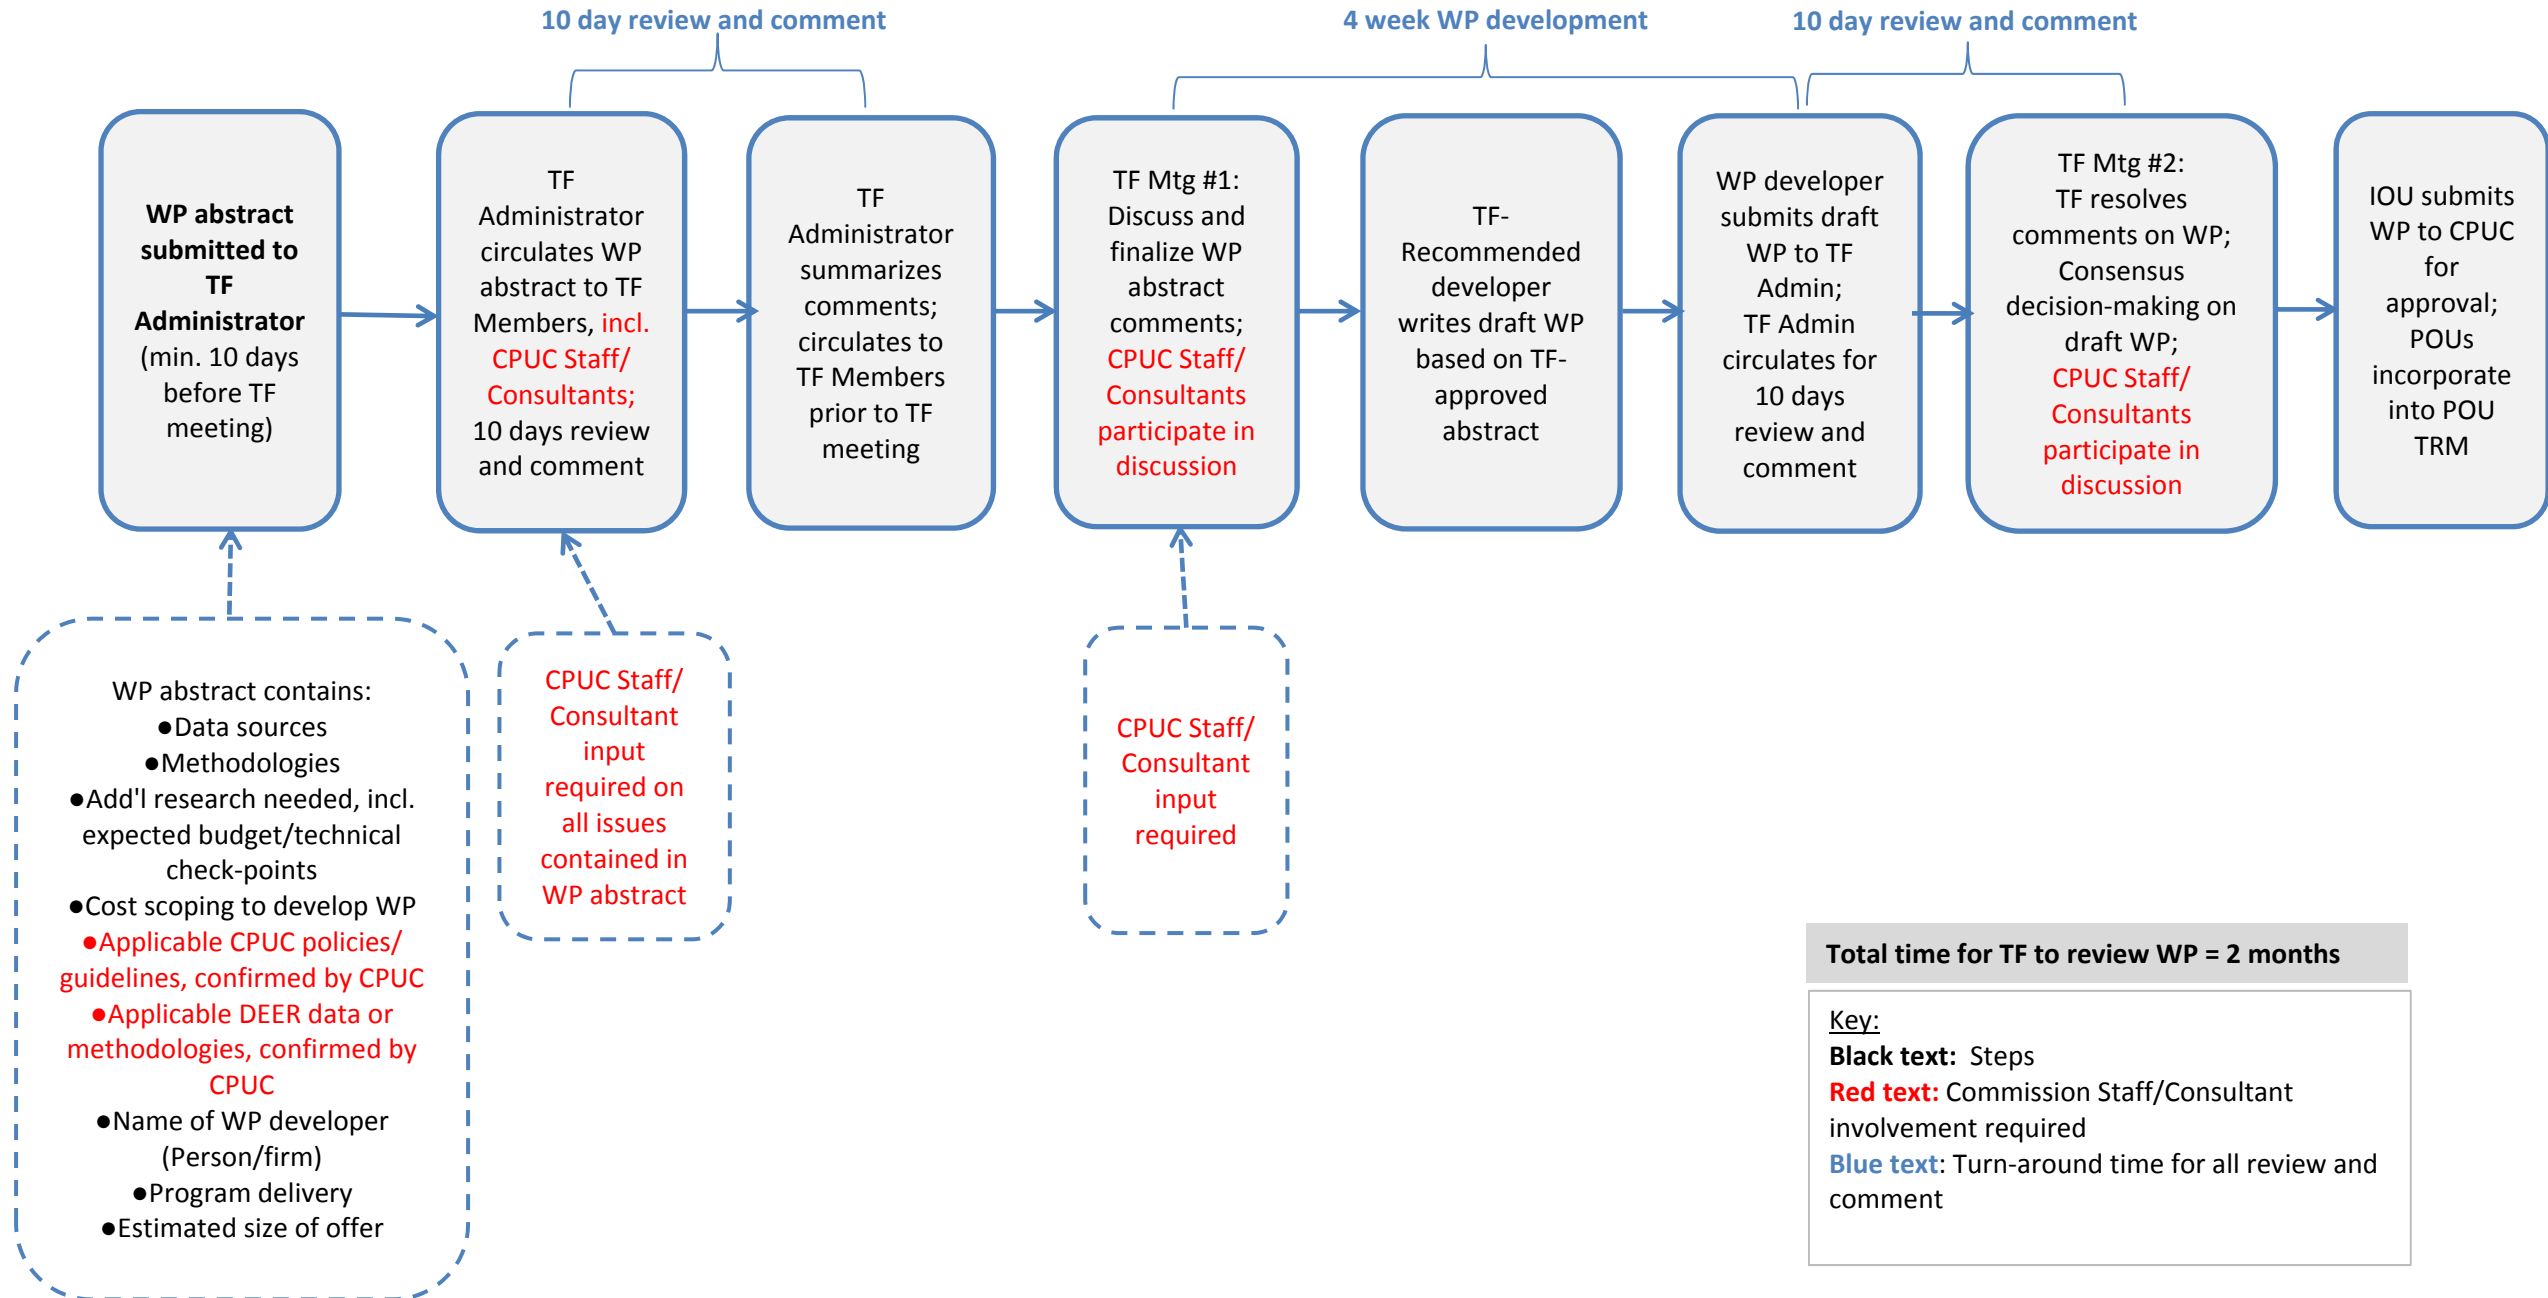 10 day review and comment
4 week WP development
10 day review and comment
WP abstract
submitted to
TF
Administrator
(min. 10 days
before TF
meeting)
TF
Administrator
circulates WP
abstract to TF
Members, incl.
CPUC Staff/
Consultants;
10 days review
and comment
TF
Administrator
summarizes
comments;
circulates to
TF Members
prior to TF
meeting
TF Mtg #1:
Discuss and
finalize WP
abstract
comments;
CPUC Staff/
Consultants
participate in
discussion
TF-
Recommended
developer
writes draft WP
based on TF-
approved
abstract
WP developer
submits draft
WP to TF
Admin;
TF Admin
circulates for
10 days
review and
comment
TF Mtg #2:
TF resolves
comments on WP;
Consensus
decision-making on
draft WP;
CPUC Staff/
Consultants
participate in
discussion
IOU submits
WP to CPUC
for
approval;
POUs
incorporate
into POU
TRM
WP abstract contains:
●Data sources
●Methodologies
●Add'l research needed, incl.
expected budget/technical
check-points
●Cost scoping to develop WP
●Applicable CPUC policies/
guidelines, confirmed by CPUC
●Applicable DEER data or
methodologies, confirmed by
CPUC
●Name of WP developer
(Person/firm)
●Program delivery
●Estimated size of offer
CPUC Staff/
Consultant
input
required on
all issues
contained in
WP abstract
CPUC Staff/
Consultant
input
required
Total time for TF to review WP = 2 months
Key:
Black text: Steps
Red text: Commission Staff/Consultant
involvement required
Blue text: Turn-around time for all review and
comment